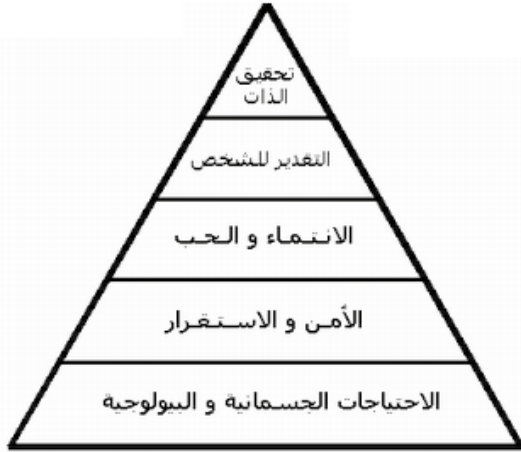 تحقيق
الذات
التقدير للشخص
الانتماء و الحب
الأمن و الاستقرار
الاحتياجات الجسمانية و البيولوجية